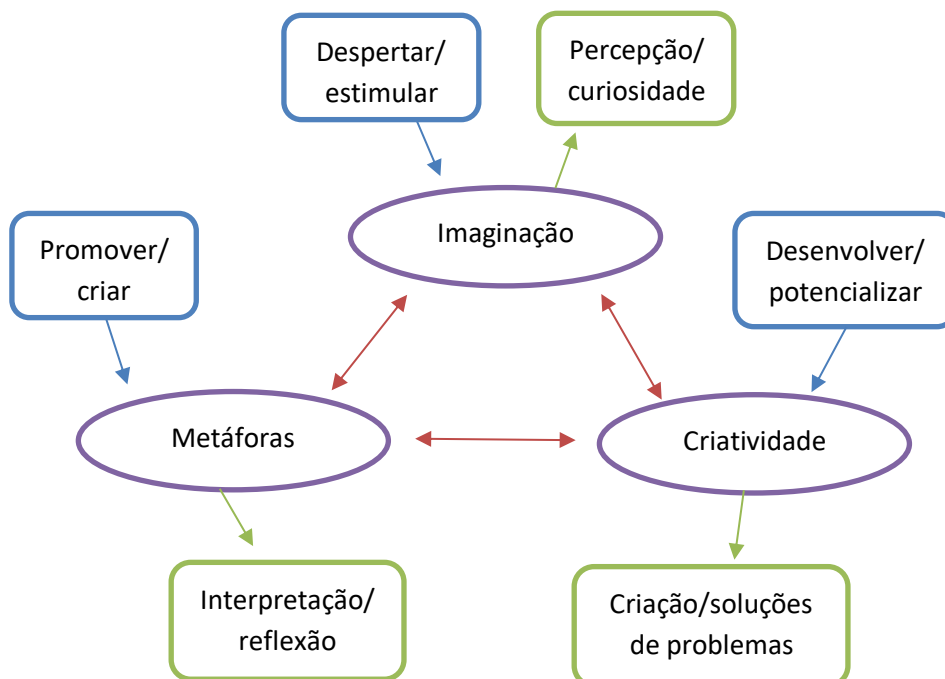 Despertar/
estimular
Percepção/
curiosidade
Imaginação
Promover/
criar
Desenvolver/
potencializar
Metáforas
Criatividade
Interpretação/
reflexão
Criação/soluções
de problemas